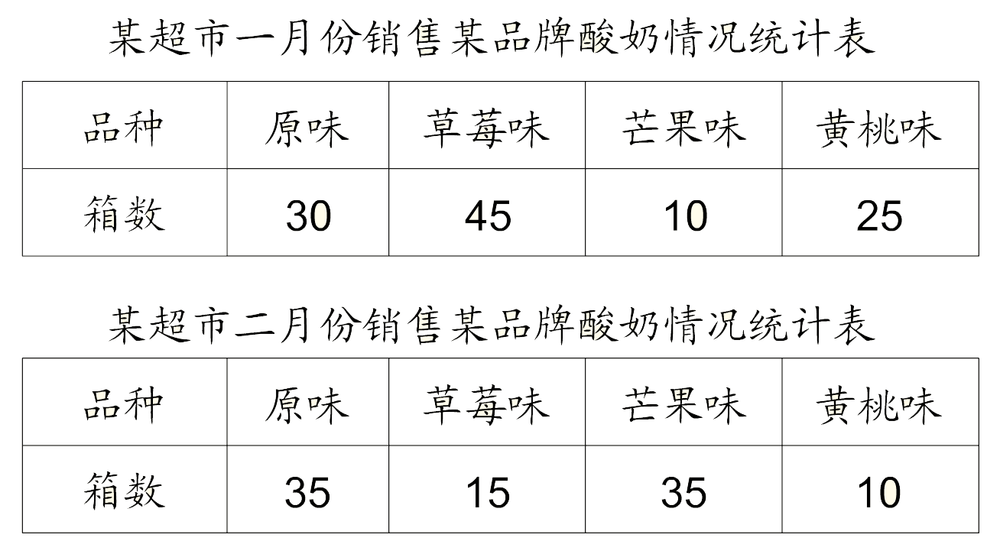 某超市一月份销售某品牌酸奶情况统计表
品种 原味 草莓味 芒果味 黄桃味
箱数 30 45 10 25
某超市二月份销售某品牌酸奶情况统计表
品种 原味 草莓味 芒果味 黄桃味
箱数 35 15 35 10